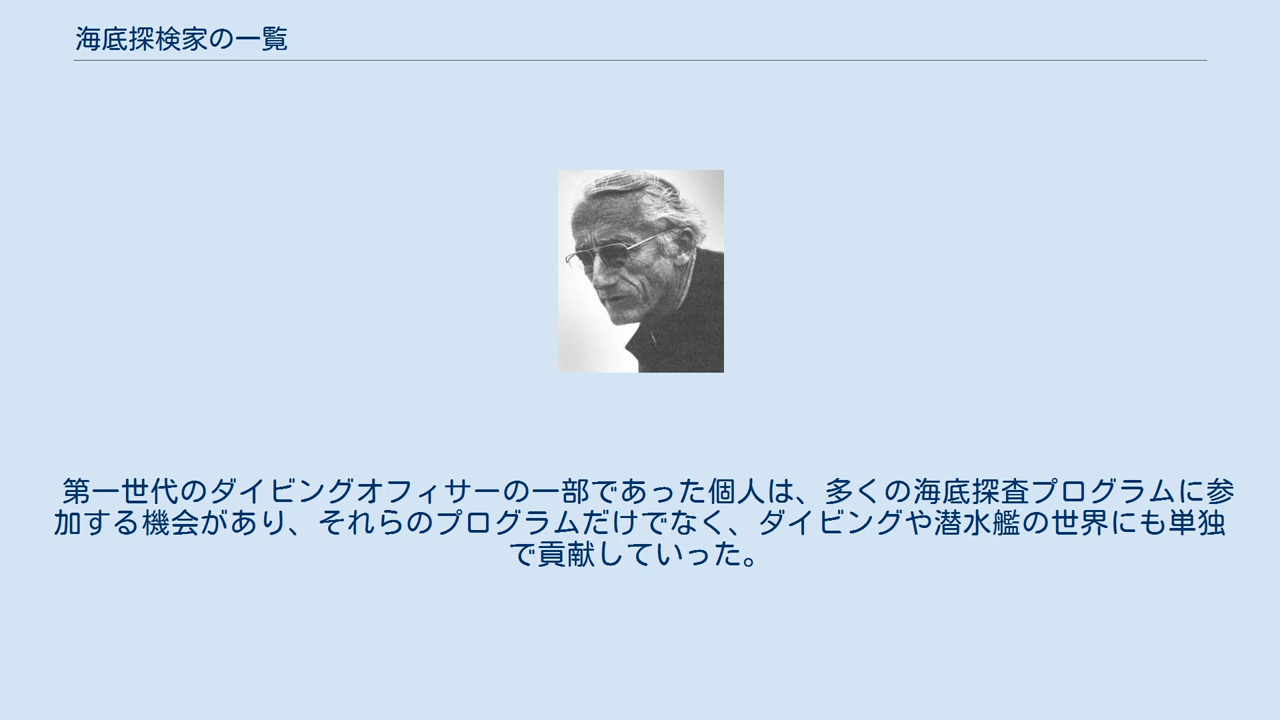 海底探検家の一覧
第一世代のダイビングオフィサーの一部であった個人は、多くの海底探査プログラムに参
加する機会があり、それらのプログラムだけでなく、ダイビングや潜水艦の世界にも単独
で貢献していった。